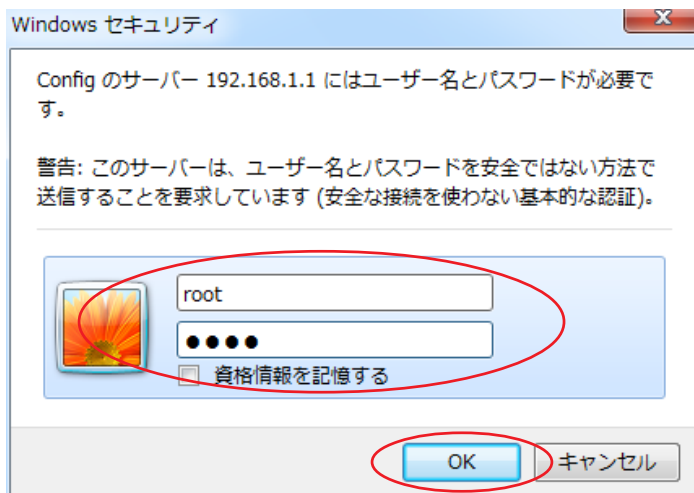 Windows セキュリティ
Config のサーバー 192.168.1.1 にはユーザー名とパスワードが必要で
す。
警告: このサーバーは、ユーザー名とパスワードを安全ではない方法で
送信することを要求しています (安全な接続を使わない基本的な認証)。
root
●●●●
資格情報を記憶する
OK キャンセル